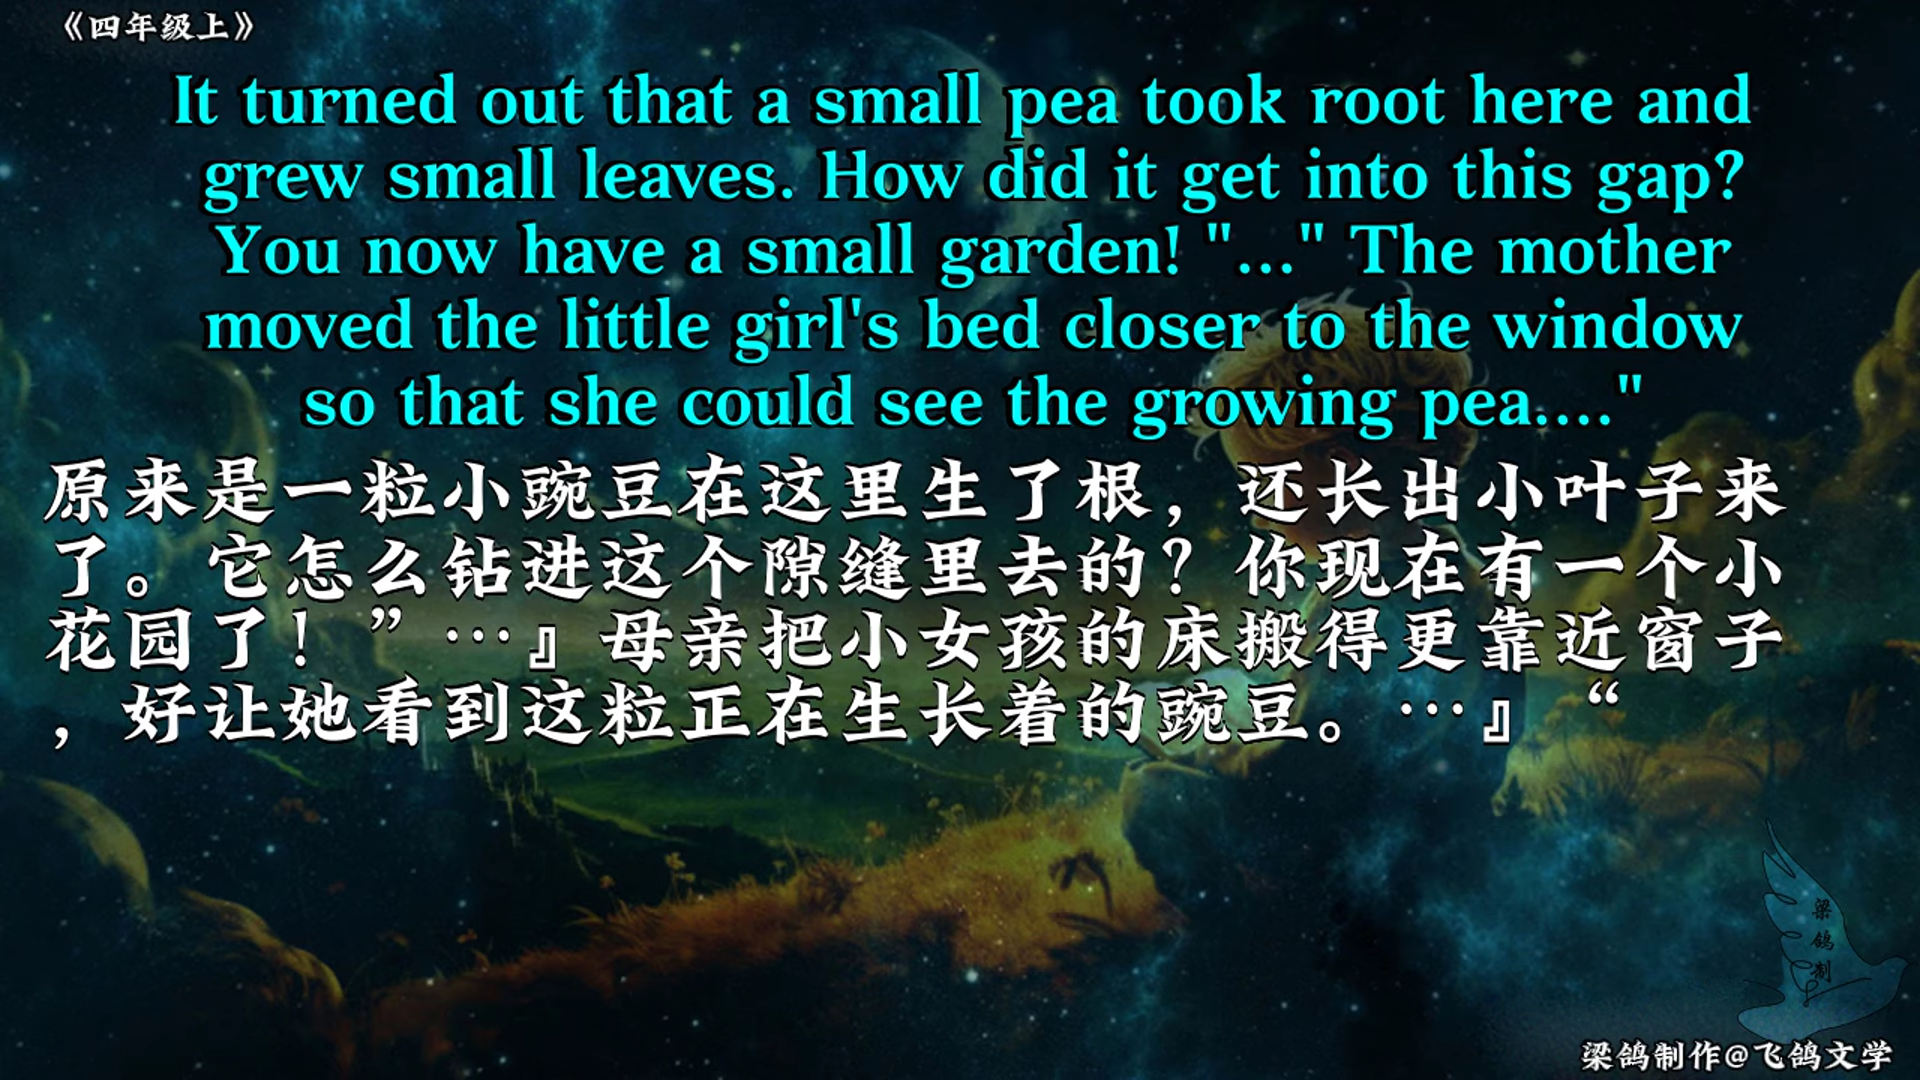 《四年级上》
It turned out that a small pea took root here and
grew small leaves. How did it get into this gap?
You now have a small garden! "..." The mother
moved the little girl's bed closer to the window
so that she could see the growing pea...."
原来是一粒小豌豆在这里生了根，还长出小叶子来
了。它怎么钻进这个隙缝里去的？你现在有一个小
花园了！”…』母亲把小女孩的床搬得更靠近窗子
，好让她看到这粒正在生长着的豌豆。…』“
梁
鸽
制
梁鸽制作@飞鸽文学